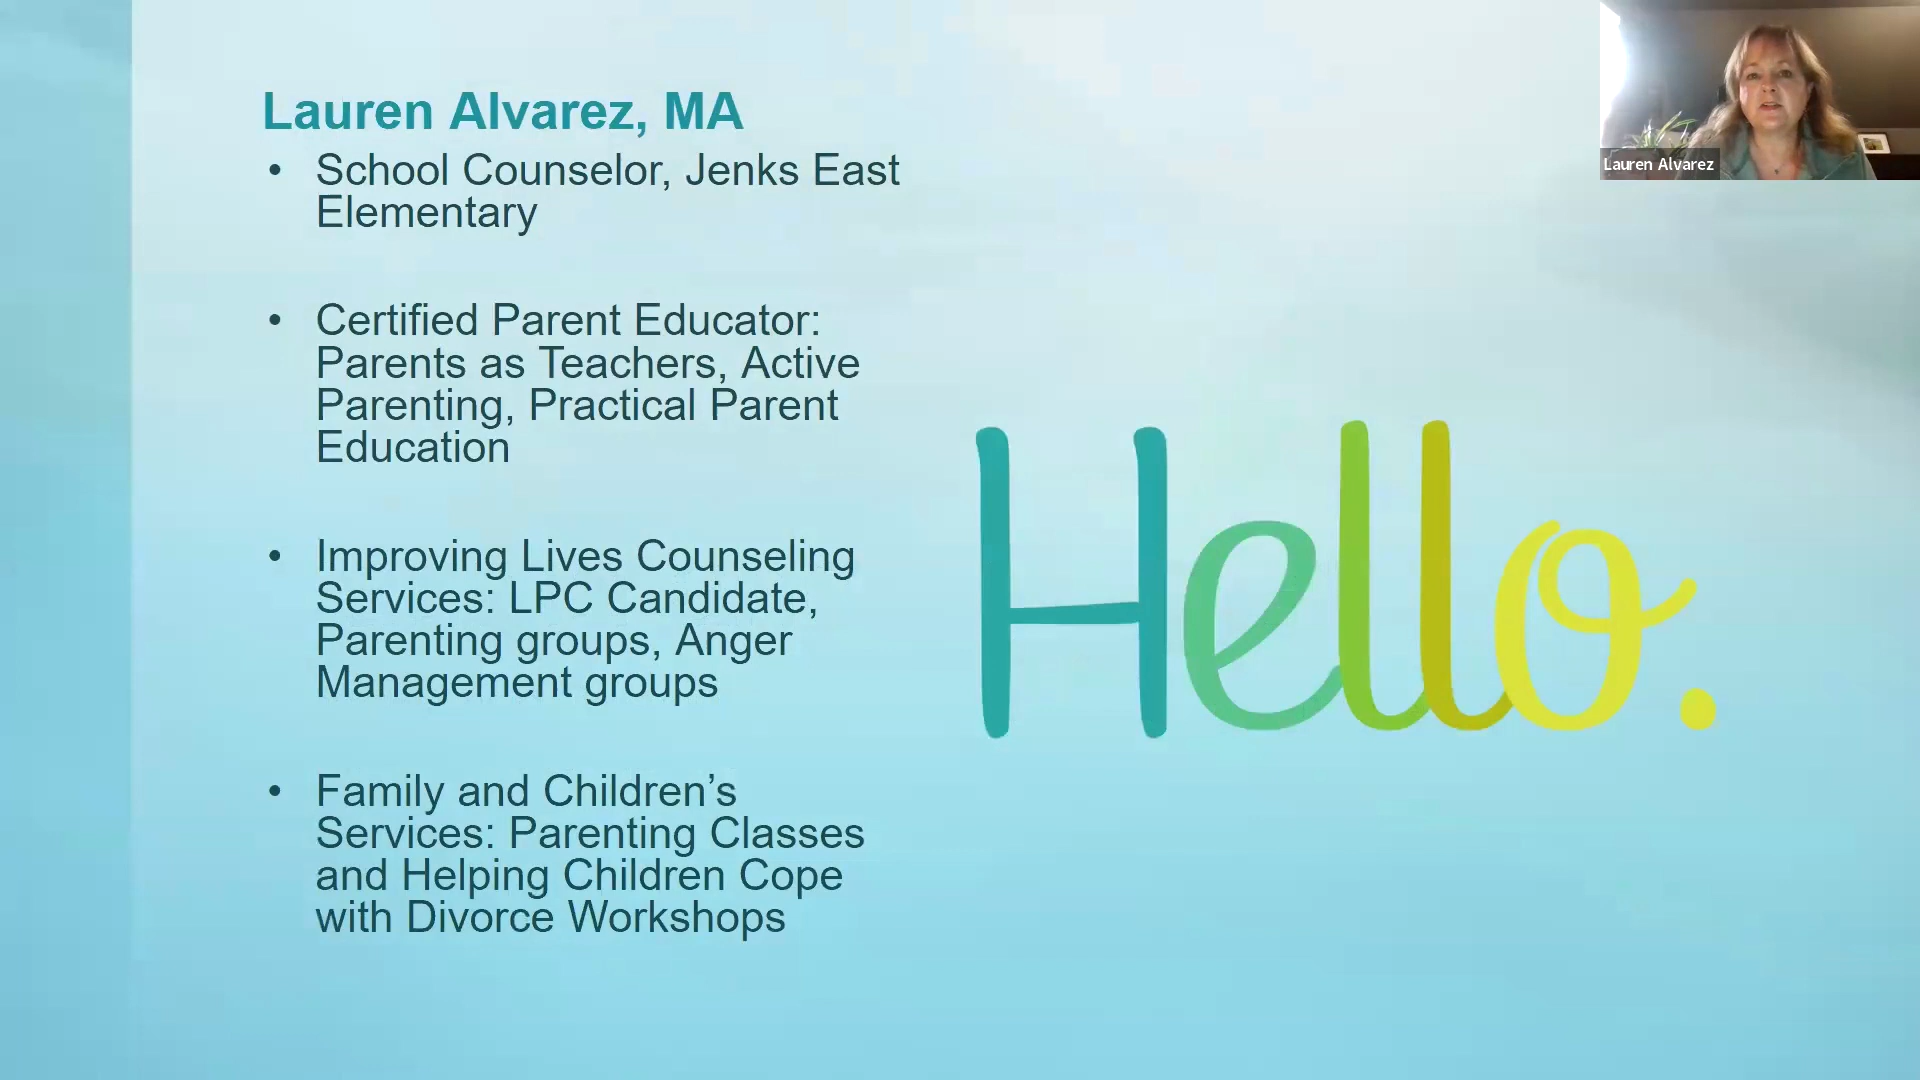 Lauren Alvarez, MA
• School Counselor, Jenks East
Elementary
• Certified Parent Educator:
Parents as Teachers, Active
Parenting, Practical Parent
Education
• Improving Lives Counseling
Services: LPC Candidate,
Parenting groups, Anger
Management groups
• Family and Children’s
Services: Parenting Classes
and Helping Children Cope
with Divorce Workshops
Hello.
Lauren Alvarez